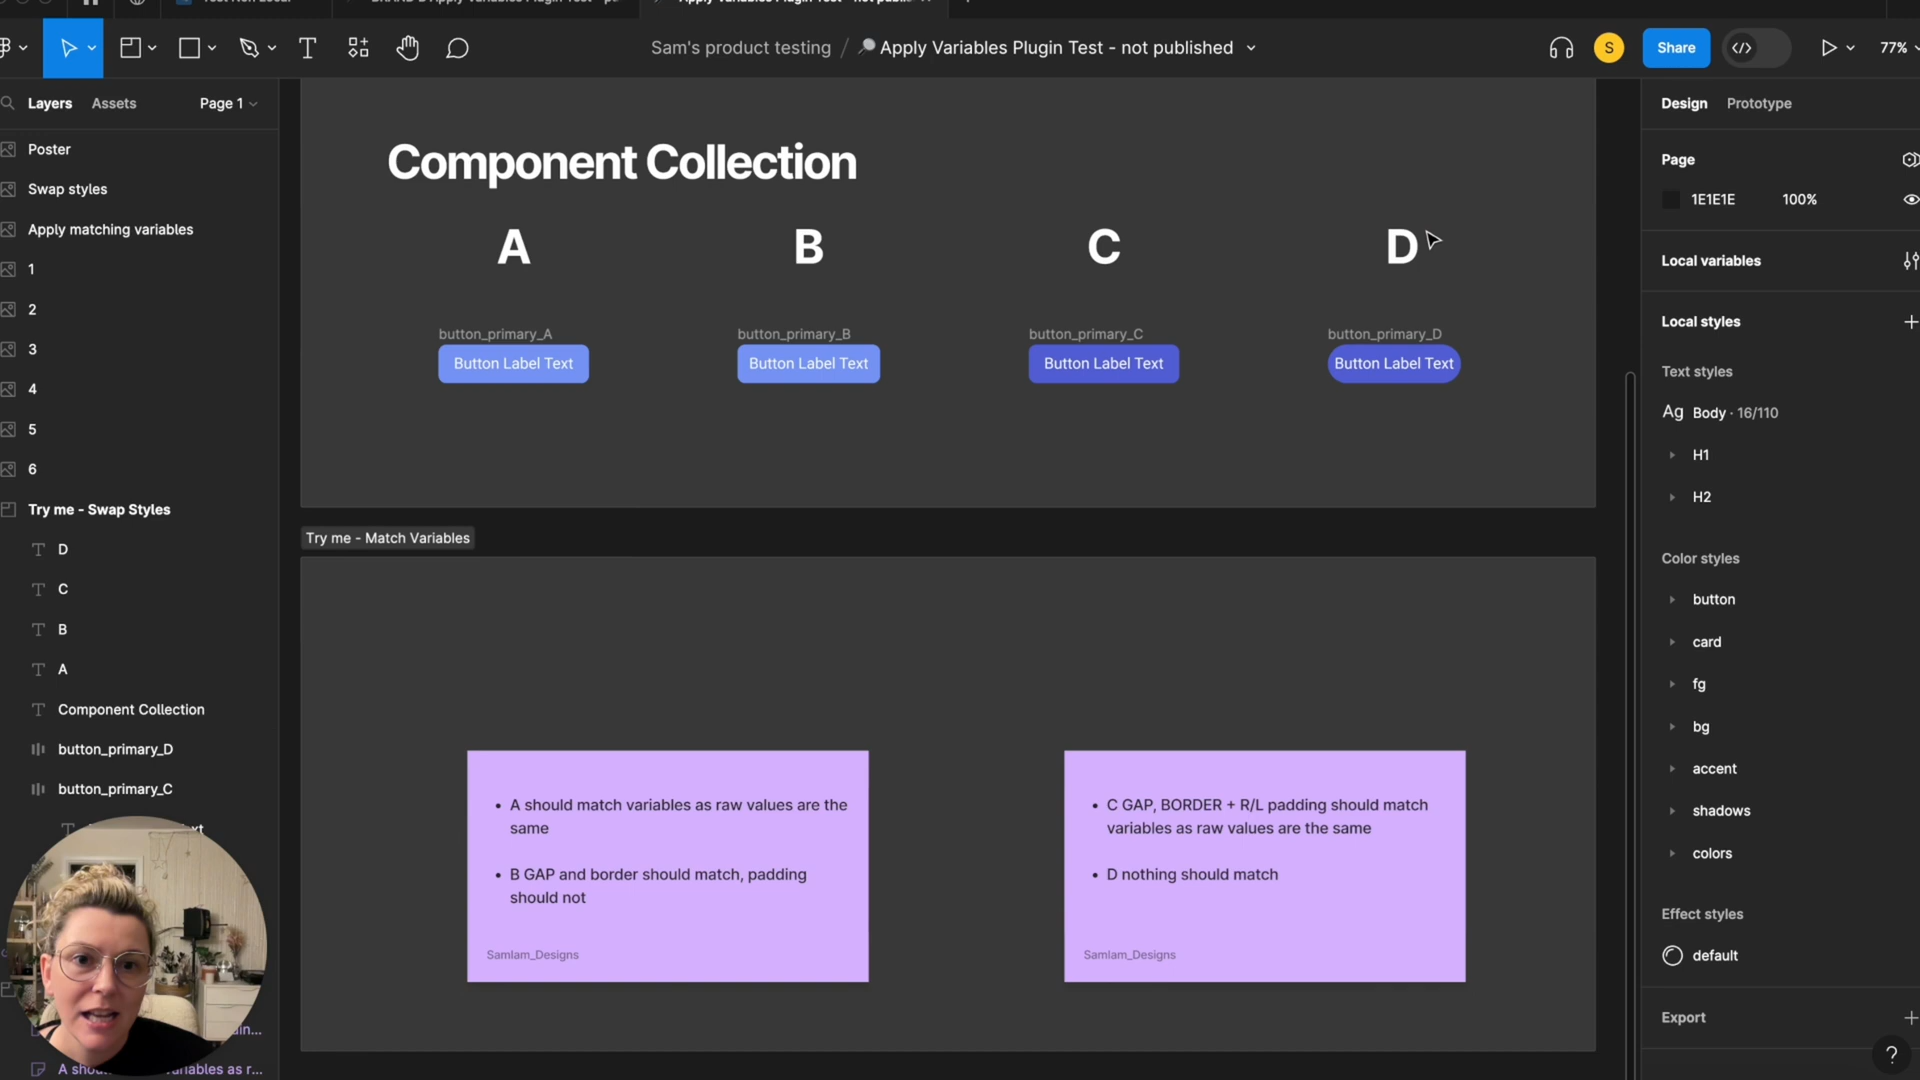 Sam's product testing / Apply Variables Plugin Test - not published
S
Share
77%
Layers
Assets
Page 1
Poster
Swap styles
Apply matching variables
1
2
3
4
5
6
Try me - Swap Styles
D
C
B
A
Component Collection
button_primary_D
button_primary_C
A shou
riables as r...
Component Collection
A
B
C
D
button_primary_A
button_primary_B
button_primary_C
button_primary_D
Button Label Text
Button Label Text
Button Label Text
Button Label Text
Try me - Match Variables
• A should match variables as raw values are the
same
• B GAP and border should match, padding
should not
SamIam_Designs
• C GAP, BORDER + R/L padding should match
variables as raw values are the same
• D nothing should match
SamIam_Designs
Design
Prototype
Page
1E1E1E
100%
Local variables
Local styles
Text styles
Ag Body · 16/110
H1
H2
Color styles
button
card
fg
bg
accent
shadows
colors
Effect styles
default
Export
?